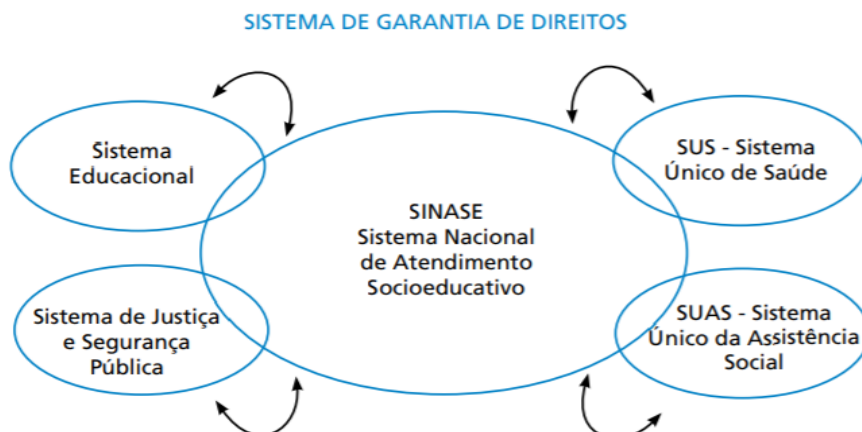 SISTEMA DE GARANTIA DE DIREITOS
Sistema
Educacional
SUS - Sistema
Único de Saúde
SINASE
Sistema Nacional
de Atendimento
Socioeducativo
Sistema de Justiça
e Segurança
Pública
SUAS - Sistema
Único da Assistência
Social